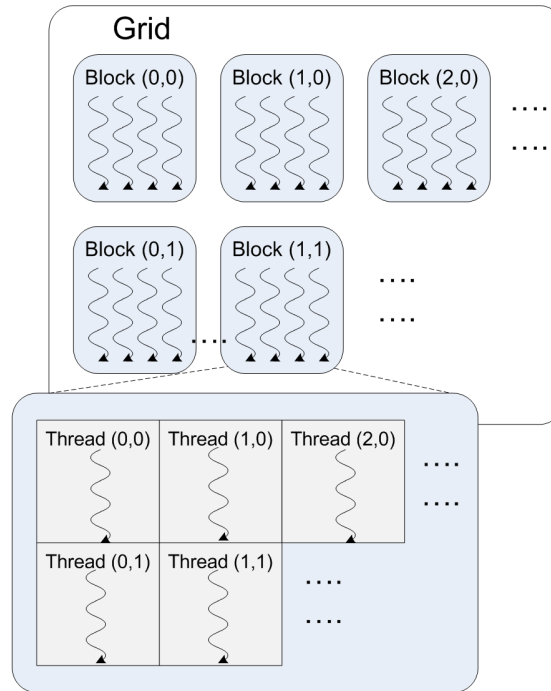 Grid
Block (0,0) Block (1,0) Block (2,0)
....
....
Block (0,1) Block (1,1)
....
....
....
Thread (0,0) Thread (1,0) Thread (2,0)
....
....
Thread (0,1) Thread (1,1)
....
....